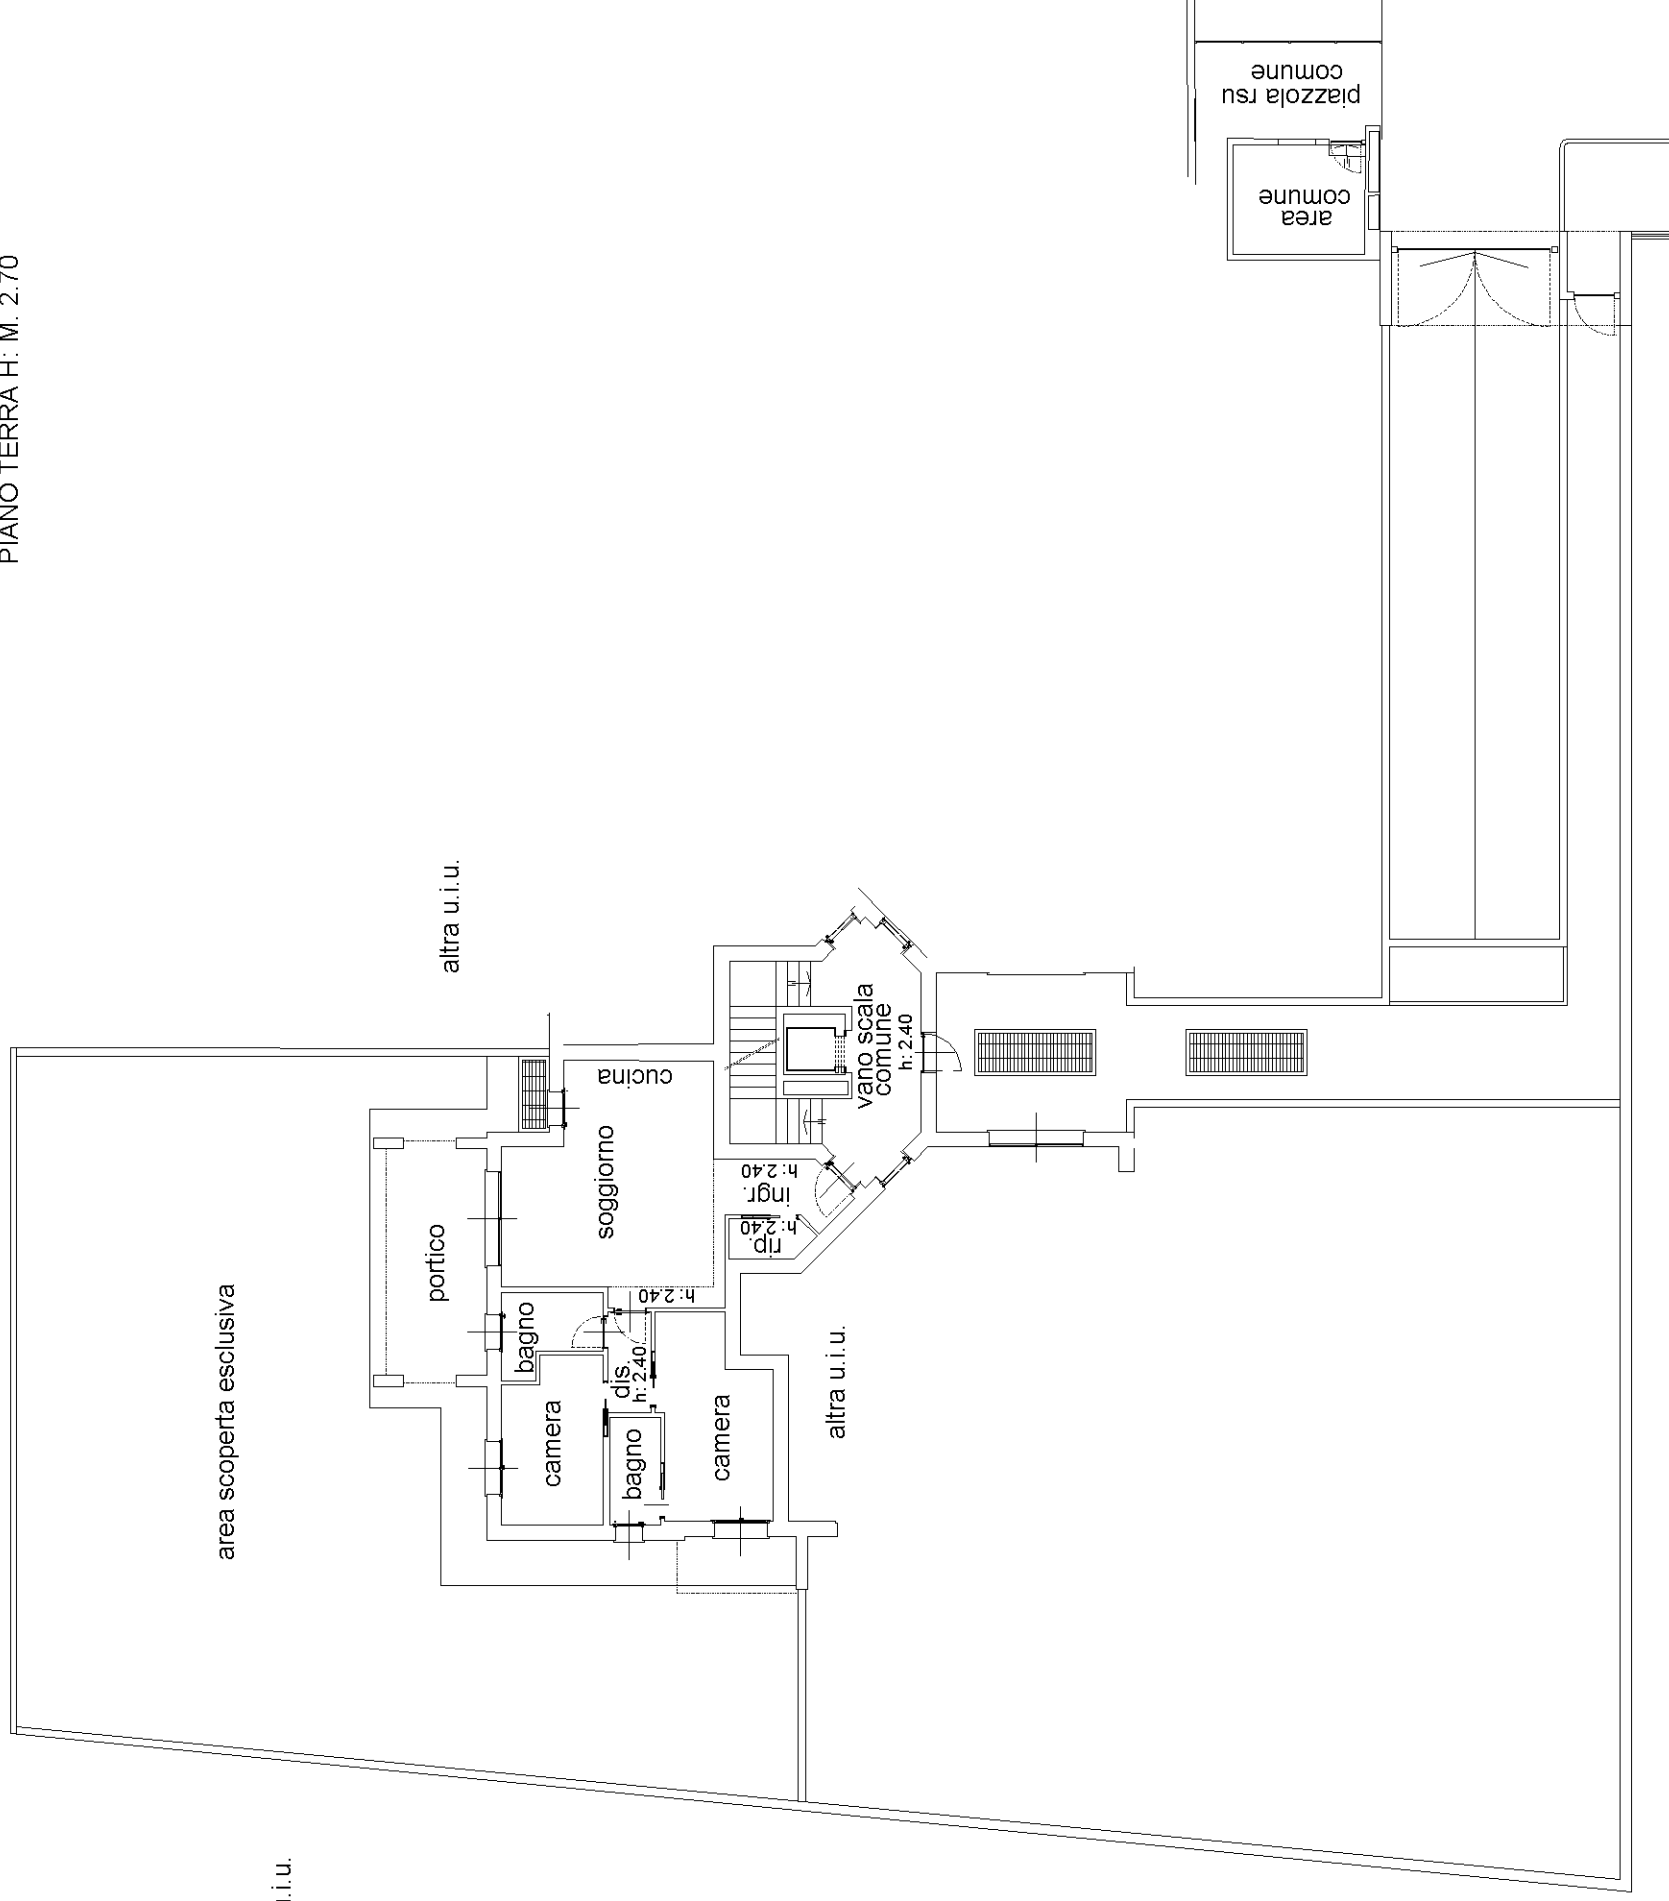 PIANO TERRA H: M. 2.70
piazzola rsu
comune
area
comune
altra u.i.u.
vano scala
comune
h: 2.40
cucina
soggiorno
ingr.
h: 2.40
rip.
h: 2.40
portico
area scoperta esclusiva
bagno
h: 2.40
dis.
h: 2.40
camera
bagno
camera
altra u.i.u.
u.i.u.